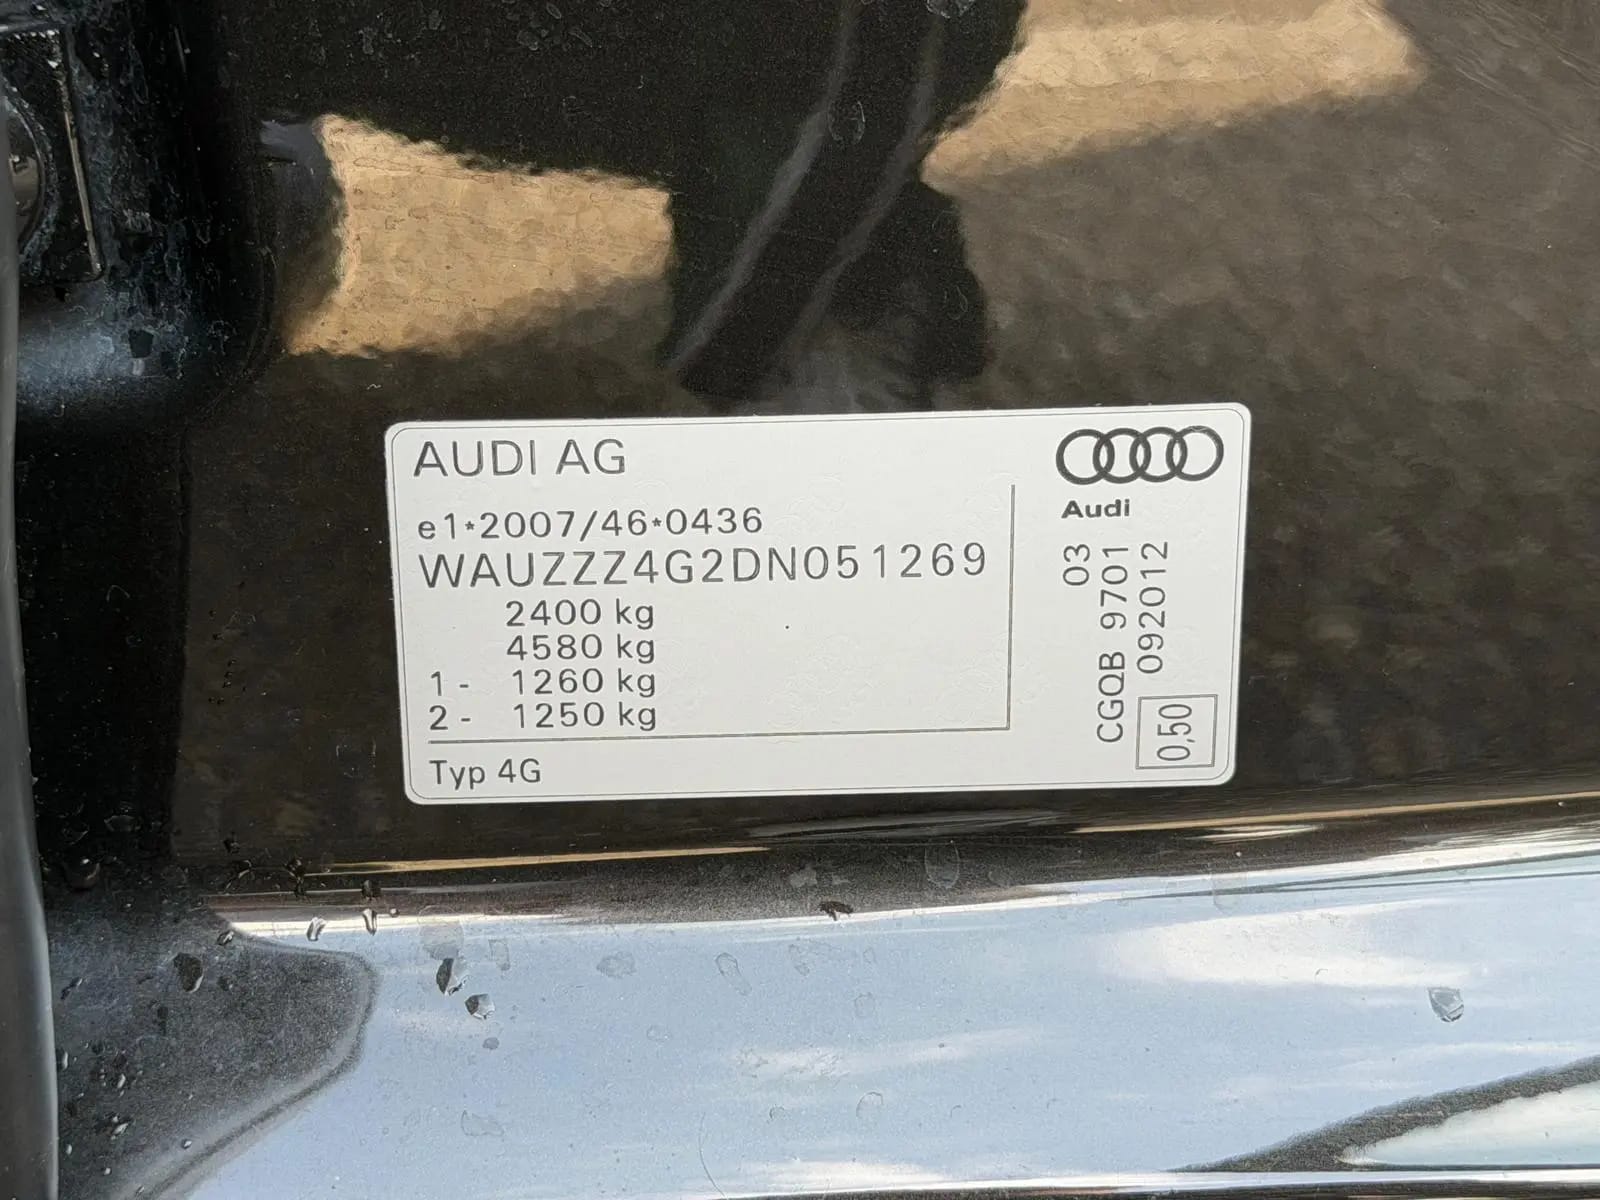 AUDI AG
Audi
e1*2007/46*0436
WAUZZZ4G2DN051269
2400 kg
4580 kg
1 - 1260 kg
2 - 1250 kg
Typ 4G
03
CGQB 9701
092012
0,50